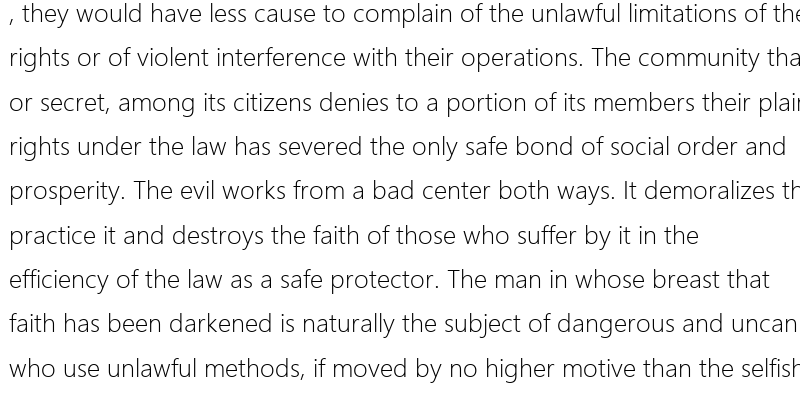 , they would have less cause to complain of the unlawful limitations of the
rights or of violent interference with their operations. The community tha
or secret, among its citizens denies to a portion of its members their plain
rights under the law has severed the only safe bond of social order and
prosperity. The evil works from a bad center both ways. It demoralizes th
practice it and destroys the faith of those who suffer by it in the
efficiency of the law as a safe protector. The man in whose breast that
faith has been darkened is naturally the subject of dangerous and uncan
who use unlawful methods, if moved by no higher motive than the selfish